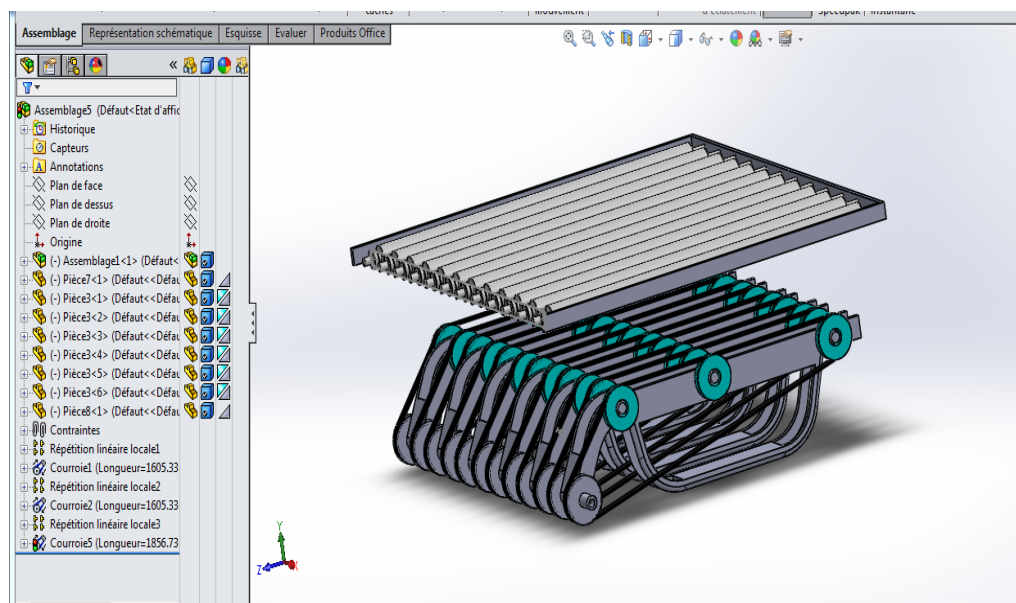 Assemblage Représentation schématique Esquisse Evaluer Produits Office
«
Assemblage5 (Défaut<Etat d'affic
Historique
Capteurs
Annotations
Plan de face
Plan de dessus
Plan de droite
Origine
(-) Assemblage1<1> (Défaut<
(-) Pièce7<1> (Défaut<<Défau
(-) Pièce3<1> (Défaut<<Défau
(-) Pièce3<2> (Défaut<<Défau
(-) Pièce3<3> (Défaut<<Défau
(-) Pièce3<4> (Défaut<<Défau
(-) Pièce3<5> (Défaut<<Défau
(-) Pièce3<6> (Défaut<<Défau
(-) Pièce8<1> (Défaut<<Défau
Contraintes
Répétition linéaire locale1
Courroie1 (Longueur=1605.33
Répétition linéaire locale2
Courroie2 (Longueur=1605.33
Répétition linéaire locale3
Courroie5 (Longueur=1856.73
Y
Z X